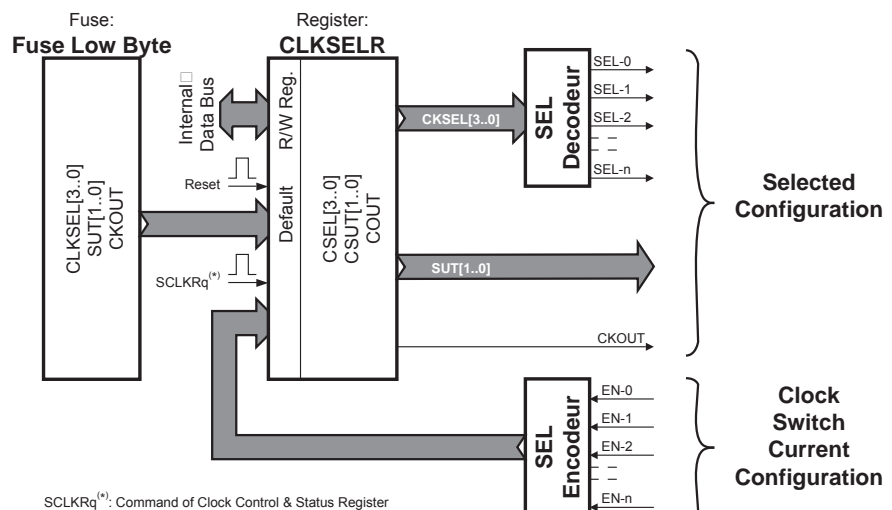 Fuse:
Fuse Low Byte
Register:
CLKSELR
CLKSEL[3..0]
SUT[1..0]
CKOUT
Internal□
Data Bus
Reset
SCLKRq(*)
R/W Reg.
Default
CSEL[3..0]
CSUT[1..0]
COUT
CKSEL[3..0]
SUT[1..0]
CKOUT
SEL
Decodeur
SEL-0
SEL-1
SEL-2
SEL-n
Selected
Configuration
SEL
Encodeur
EN-0
EN-1
EN-2
EN-n
Clock
Switch
Current
Configuration
SCLKRq(*): Command of Clock Control & Status Register